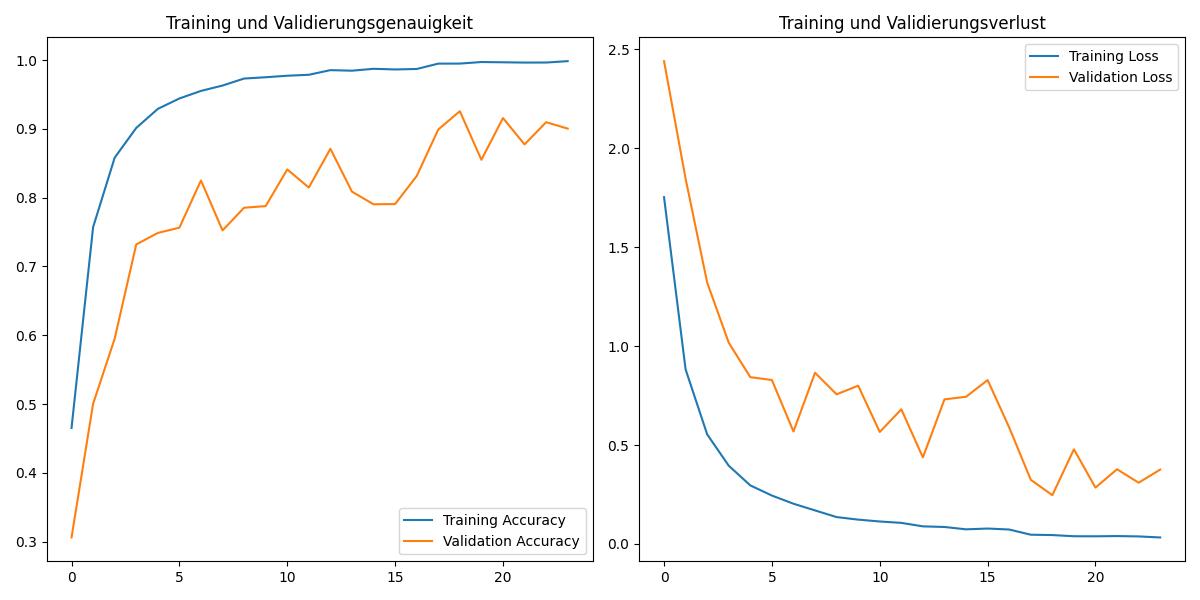 Training und Validierungsgenauigkeit
1.0
0.9
0.8
0.7
0.6
0.5
0.4
0.3
Training Accuracy
Validation Accuracy
0 5 10 15 20
Training und Validierungsverlust
Training Loss
Validation Loss
2.5
2.0
1.5
1.0
0.5
0.0
0 5 10 15 20